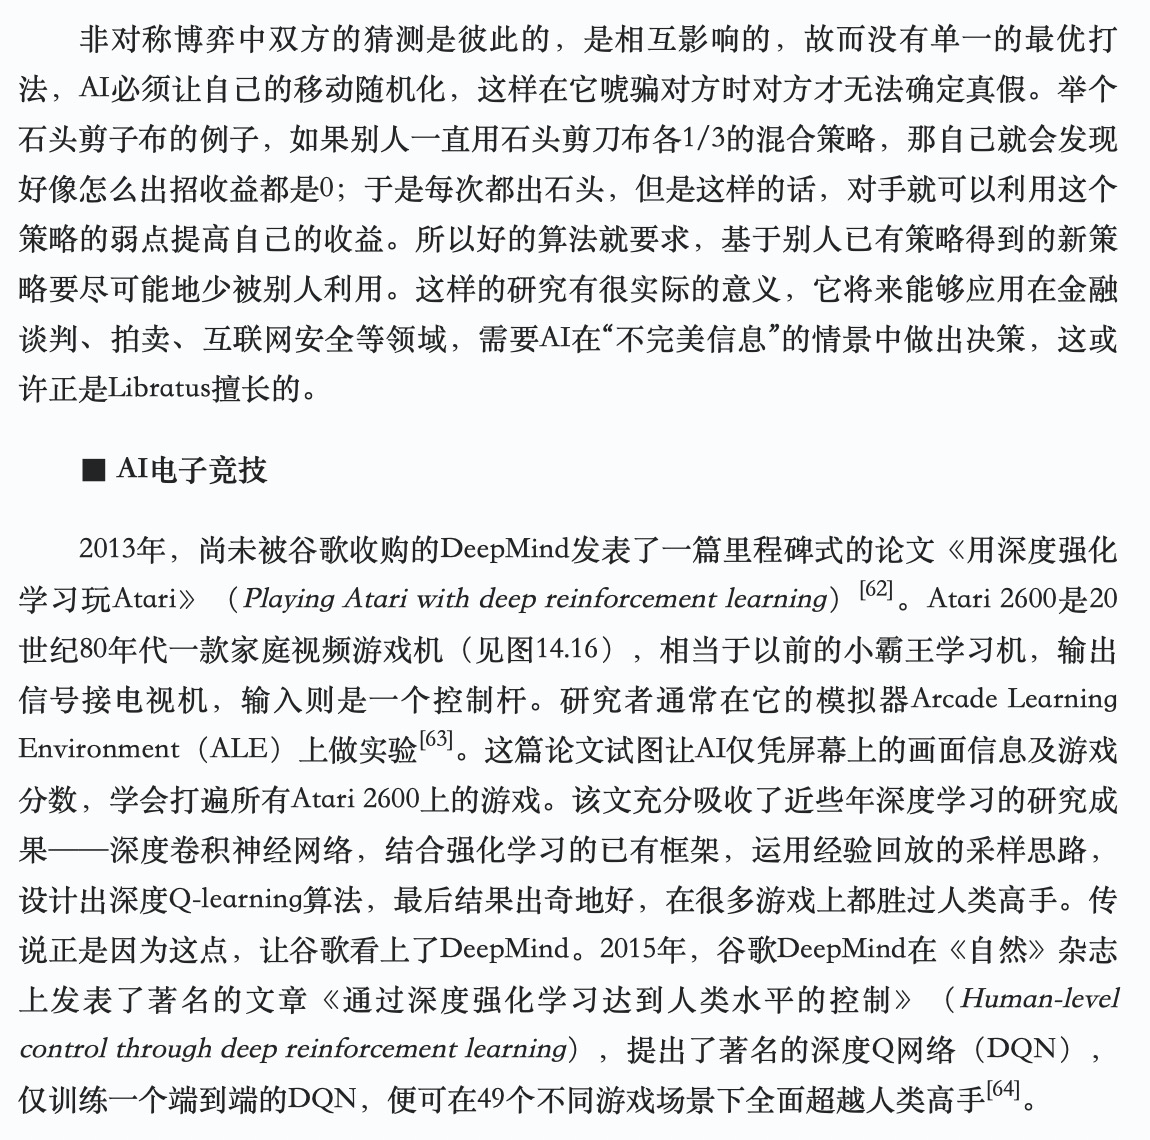 非对称博弈中双方的猜测是彼此的，是相互影响的，故而没有单一的最优打
法，AI必须让自己的移动随机化，这样在它唬骗对方时对方才无法确定真假。举个
石头剪子布的例子，如果别人一直用石头剪刀布各1/3的混合策略，那自己就会发现
好像怎么出招收益都是0；于是每次都出石头，但是这样的话，对手就可以利用这个
策略的弱点提高自己的收益。所以好的算法就要求，基于别人已有策略得到的新策
略要尽可能地少被别人利用。这样的研究有很实际的意义，它将来能够应用在金融
谈判、拍卖、互联网安全等领域，需要AI在“不完美信息”的情景中做出决策，这或
许正是Libratus擅长的。
■ AI电子竞技
2013年，尚未被谷歌收购的DeepMind发表了一篇里程碑式的论文《用深度强化
学习玩Atari》（Playing Atari with deep reinforcement learning）[62]。Atari 2600是20
世纪80年代一款家庭视频游戏机（见图14.16），相当于以前的小霸王学习机，输出
信号接电视机，输入则是一个控制杆。研究者通常在它的模拟器Arcade Learning
Environment（ALE）上做实验[63]。这篇论文试图让AI仅凭屏幕上的画面信息及游戏
分数，学会打遍所有Atari 2600上的游戏。该文充分吸收了近些年深度学习的研究成
果——深度卷积神经网络，结合强化学习的已有框架，运用经验回放的采样思路，
设计出深度Q-learning算法，最后结果出奇地好，在很多游戏上都胜过人类高手。传
说正是因为这点，让谷歌看上了DeepMind。2015年，谷歌DeepMind在《自然》杂志
上发表了著名的文章《通过深度强化学习达到人类水平的控制》（Human-level
control through deep reinforcement learning），提出了著名的深度Q网络（DQN），
仅训练一个端到端的DQN，便可在49个不同游戏场景下全面超越人类高手[64]。